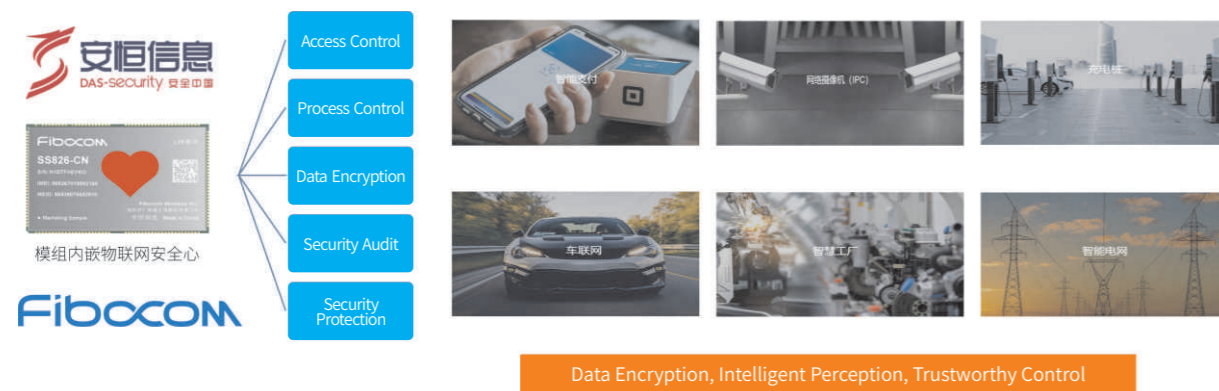 安恒信息
DAS-security 安全中国
Fibocom
SS826-CN
模组内嵌物联网安全心
Fibocom
Access Control
Process Control
Data Encryption
Security Audit
Security
Protection
智能支付
网络摄像机 (IPC)
充电桩
车联网
智慧工厂
智能电网
Data Encryption, Intelligent Perception, Trustworthy Control